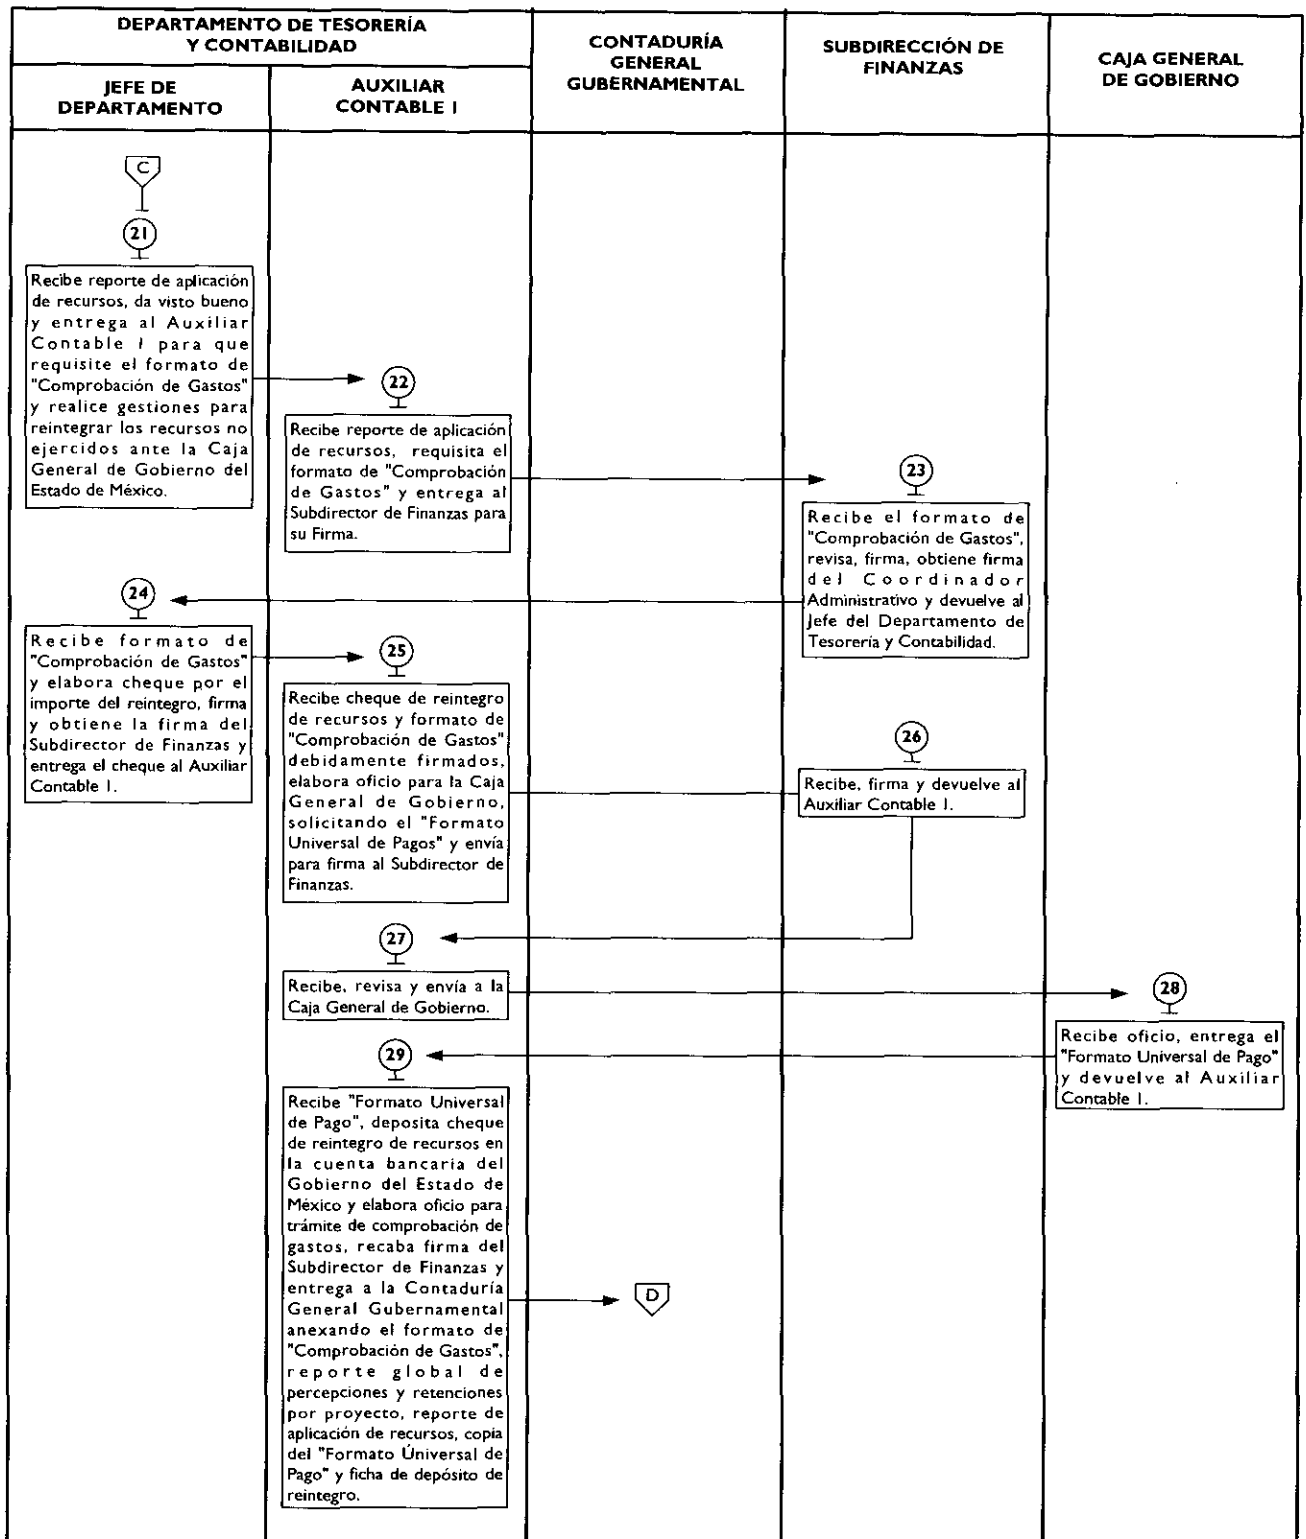 DEPARTAMENTO DE TESORERÍA
Y CONTABILIDAD
JEFE DE
DEPARTAMENTO
AUXILIAR
CONTABLE I
CONTADURÍA
GENERAL
GUBERNAMENTAL
SUBDIRECCIÓN DE
FINANZAS
CAJA GENERAL
DE GOBIERNO
C
21
Recibe reporte de aplicación
de recursos, da visto bueno
y entrega al Auxiliar
Contable I para que
requisite el formato de
"Comprobación de Gastos"
y realice gestiones para
reintegrar los recursos no
ejercidos ante la Caja
General de Gobierno del
Estado de México.
22
Recibe reporte de aplicación
de recursos, requisita el
formato de "Comprobación
de Gastos" y entrega al
Subdirector de Finanzas para
su Firma.
23
Recibe el formato de
"Comprobación de Gastos",
revisa, firma, obtiene firma
del Coordinador
Administrativo y devuelve al
Jefe del Departamento de
Tesorería y Contabilidad.
24
Recibe formato de
"Comprobación de Gastos"
y elabora cheque por el
importe del reintegro, firma
y obtiene la firma del
Subdirector de Finanzas y
entrega el cheque al Auxiliar
Contable I.
25
Recibe cheque de reintegro
de recursos y formato de
"Comprobación de Gastos"
debidamente firmados,
elabora oficio para la Caja
General de Gobierno,
solicitando el "Formato
Universal de Pagos" y envía
para firma al Subdirector de
Finanzas.
26
Recibe, firma y devuelve al
Auxiliar Contable I.
27
Recibe, revisa y envía a la
Caja General de Gobierno.
28
Recibe oficio, entrega el
"Formato Universal de Pago"
y devuelve al Auxiliar
Contable I.
29
Recibe "Formato Universal
de Pago", deposita cheque
de reintegro de recursos en
la cuenta bancaria del
Gobierno del Estado de
México y elabora oficio para
trámite de comprobación de
gastos, recaba firma del
Subdirector de Finanzas y
entrega a la Contaduría
General Gubernamental
anexando el formato de
"Comprobación de Gastos",
reporte global de
percepciones y retenciones
por proyecto, reporte de
aplicación de recursos, copia
del "Formato Universal de
Pago" y ficha de depósito de
reintegro.
D